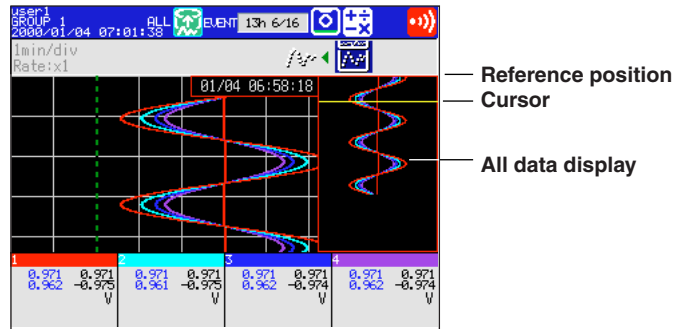 user1
GROUP 1 ALL EVENT 13h 6/16
2000/01/04 07:01:38
1min/div
Rate:x1
01/04 06:58:18
Reference position
Cursor
All data display
1 2 3 4
0.971 0.971 0.971 0.971 0.971 0.971 0.971 0.971
0.962 -0.975 0.961 -0.975 0.962 -0.974 0.962 -0.974
V V V V